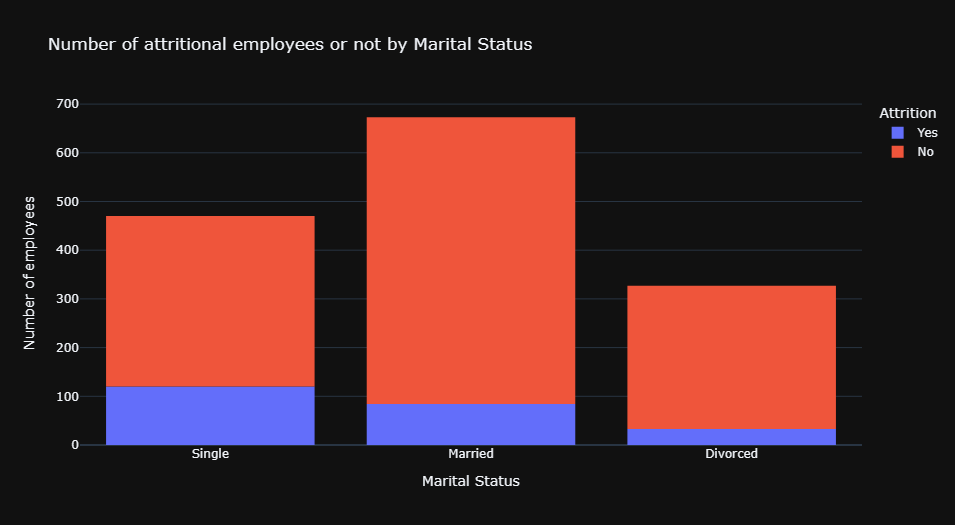 Number of attritional employees or not by Marital Status
Attrition
Yes
No
Number of employees
700
600
500
400
300
200
100
0
Single
Married
Divorced
Marital Status